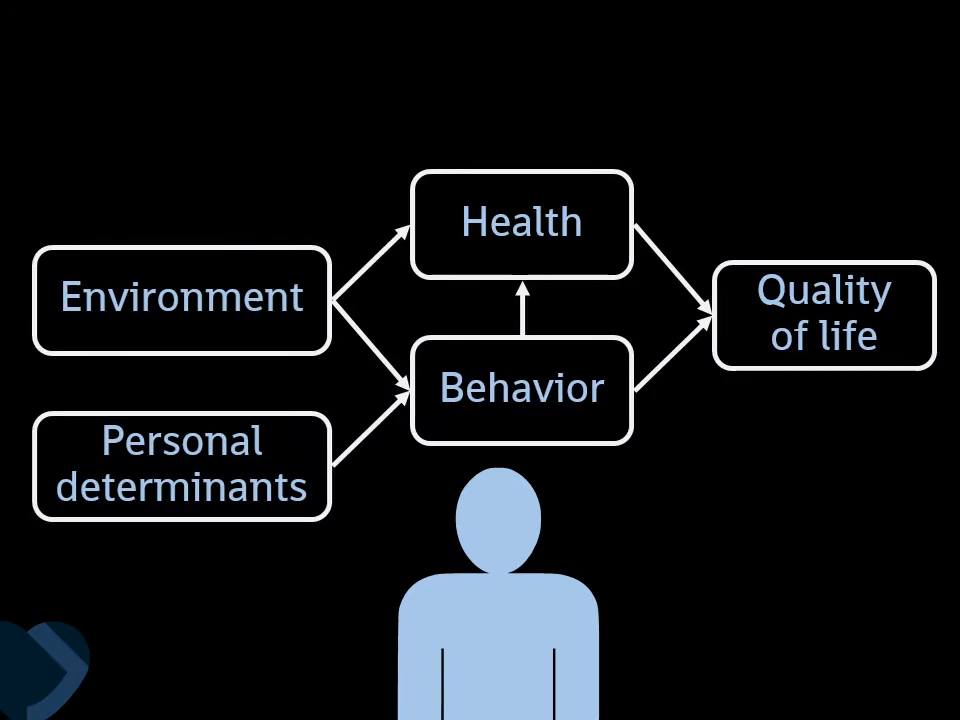 Health
Environment
Quality
of life
Behavior
Personal
determinants